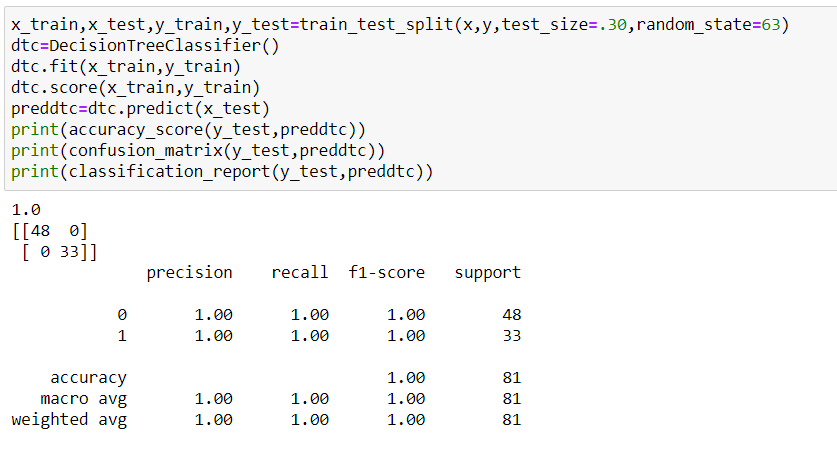 x_train,x_test,y_train,y_test=train_test_split(x,y,test_size=.30,random_state=63)
dtc=DecisionTreeClassifier()
dtc.fit(x_train,y_train)
dtc.score(x_train,y_train)
preddtc=dtc.predict(x_test)
print(accuracy_score(y_test,preddtc))
print(confusion_matrix(y_test,preddtc))
print(classification_report(y_test,preddtc))
1.0
[[48  0]
 [ 0 33]]
              precision    recall  f1-score   support
           0       1.00      1.00      1.00        48
           1       1.00      1.00      1.00        33
    accuracy                           1.00        81
   macro avg       1.00      1.00      1.00        81
weighted avg       1.00      1.00      1.00        81